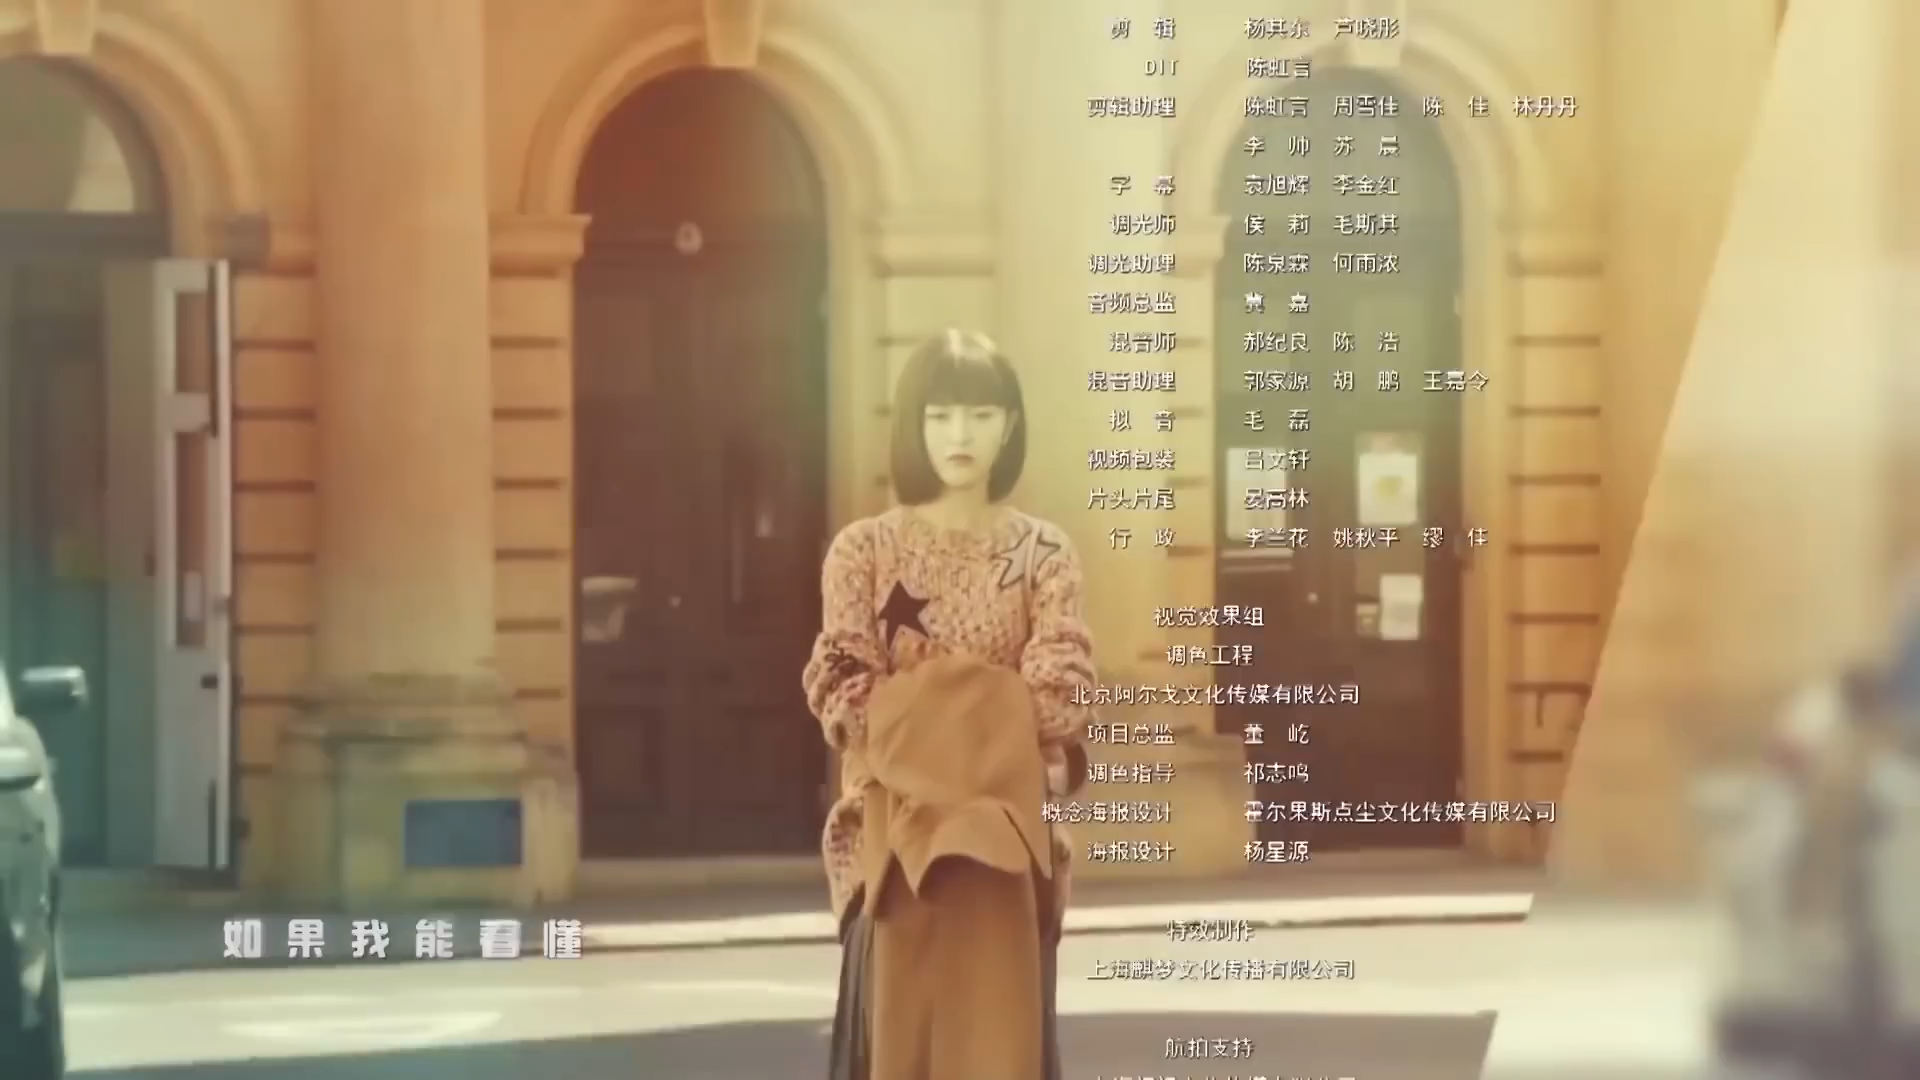 剪 辑 杨其东 芦晓彤
DIT 陈虹言
剪辑助理 陈虹言 周雪佳 陈 佳 林丹丹
李 帅 苏 晨
字 幕 袁旭辉 李金红
调光师 侯 莉 毛斯其
调光助理 陈泉霖 何雨浓
音频总监 冀 嘉
混音师 郝纪良 陈 浩
混音助理 郭家源 胡 鹏 王嘉令
拟 音 毛 磊
视频包装 吕文轩
片头片尾 晏高林
行 政 李兰花 姚秋平 缪 佳
视觉效果组
调色工程
北京阿尔戈文化传媒有限公司
项目总监 董 屹
调色指导 祁志鸣
概念海报设计 霍尔果斯点尘文化传媒有限公司
海报设计 杨星源
如果我能看懂
特效制作
上海麒梦文化传播有限公司
航拍支持